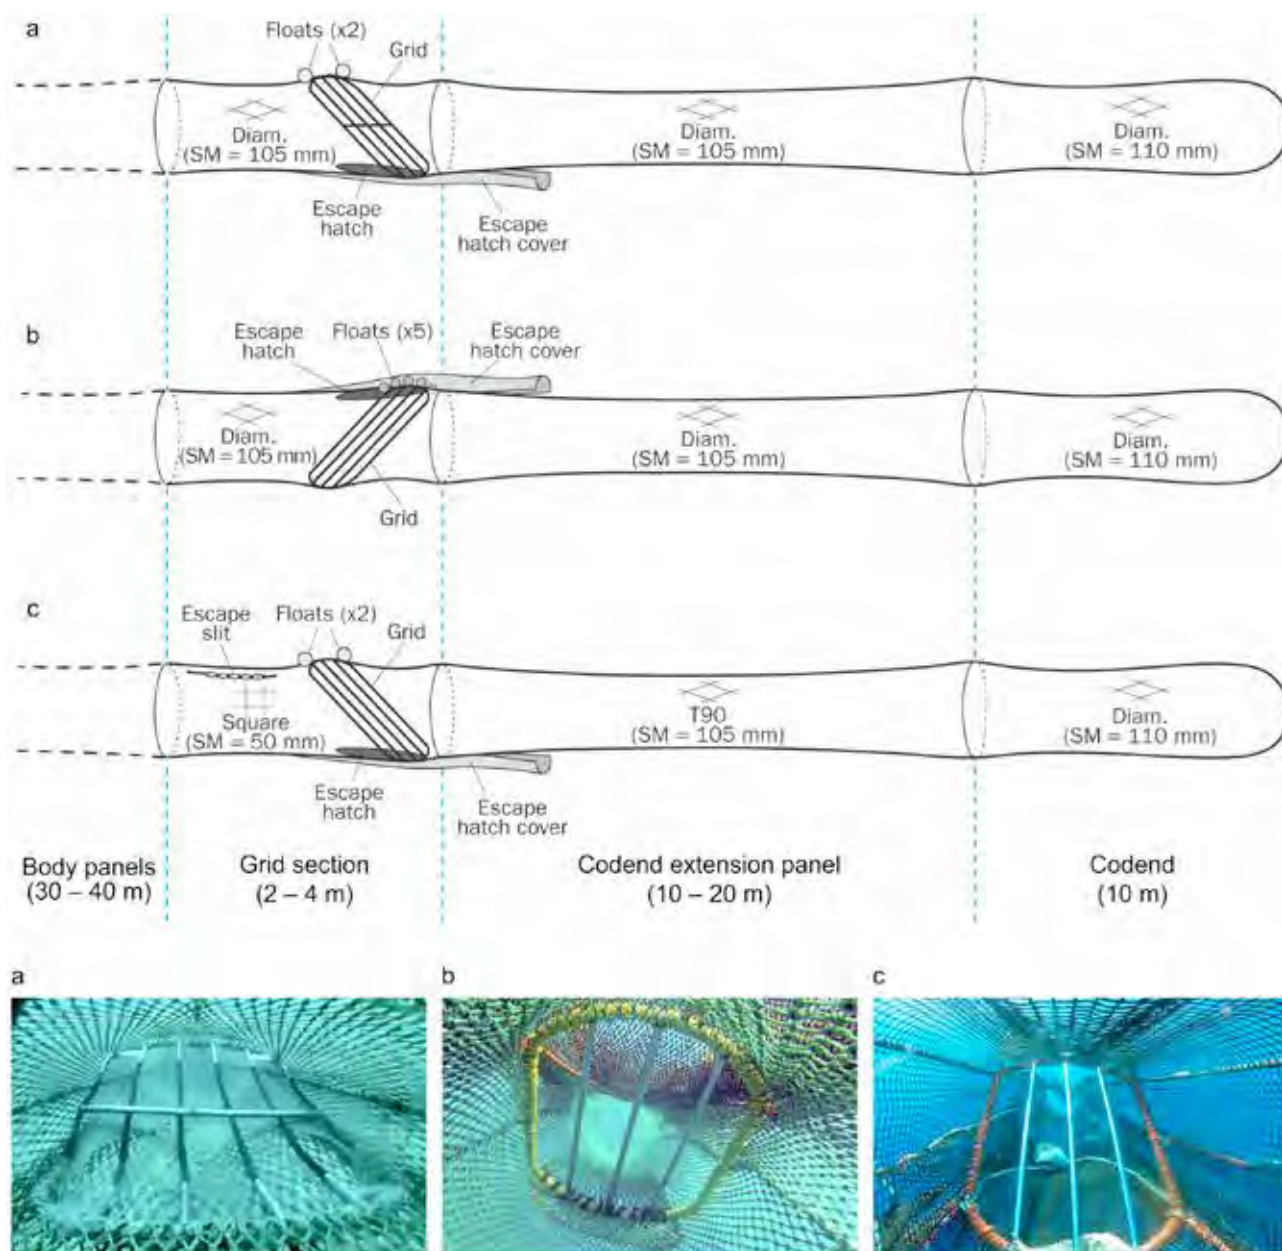 a
Floats (x2)
Grid
Diam.
(SM = 105 mm)
Diam.
(SM = 105 mm)
Diam.
(SM = 110 mm)
Escape
hatch
Escape
hatch cover
b
Escape
hatch
Floats (x5)
Escape
hatch cover
Diam.
(SM = 105 mm)
Diam.
(SM = 105 mm)
Diam.
(SM = 110 mm)
Grid
c
Escape
slit
Floats (x2)
Grid
Square
(SM = 50 mm)
T90
(SM = 105 mm)
Diam.
(SM = 110 mm)
Escape
hatch
Escape
hatch cover
Body panels
(30 – 40 m)
Grid section
(2 – 4 m)
Codend extension panel
(10 – 20 m)
Codend
(10 m)
a
b
c